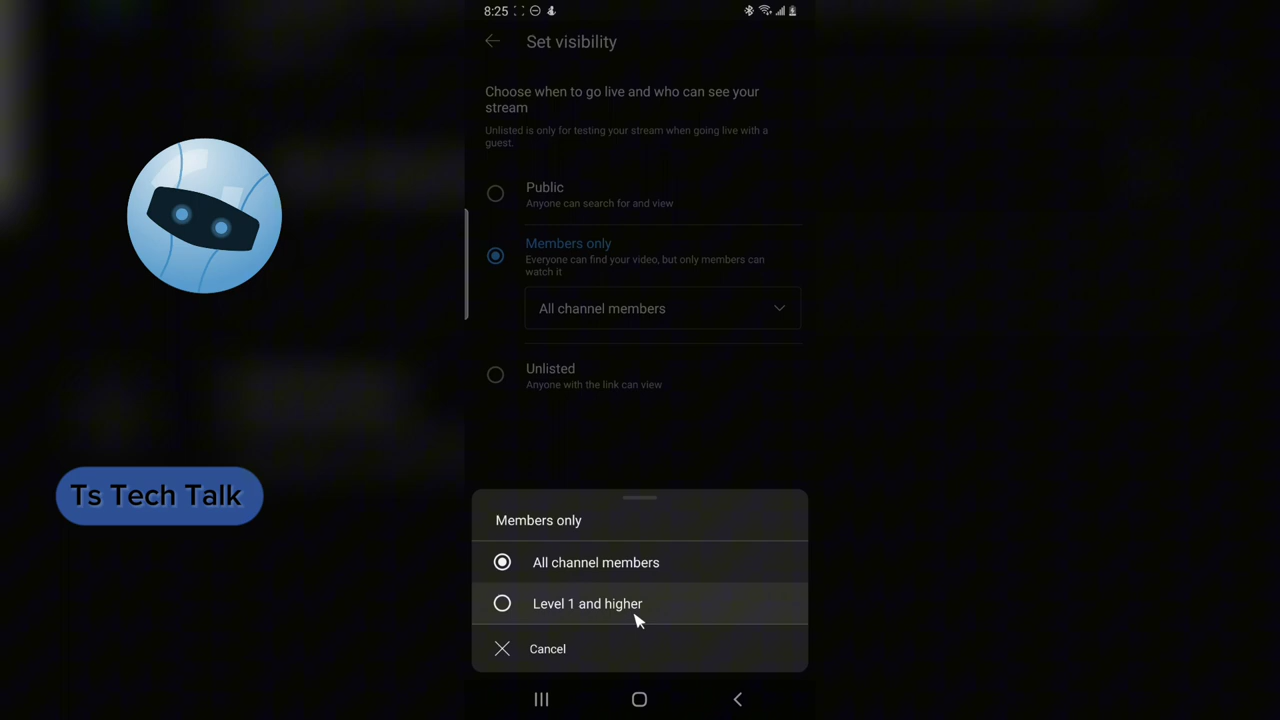 8:25
Set visibility
Choose when to go live and who can see your
stream
Unlisted is only for testing your stream when going live with a
guest.
Public
Anyone can search for and view
Members only
Everyone can find your video, but only members can
watch it
All channel members
Unlisted
Anyone with the link can view
Ts Tech Talk
Members only
All channel members
Level 1 and higher
Cancel